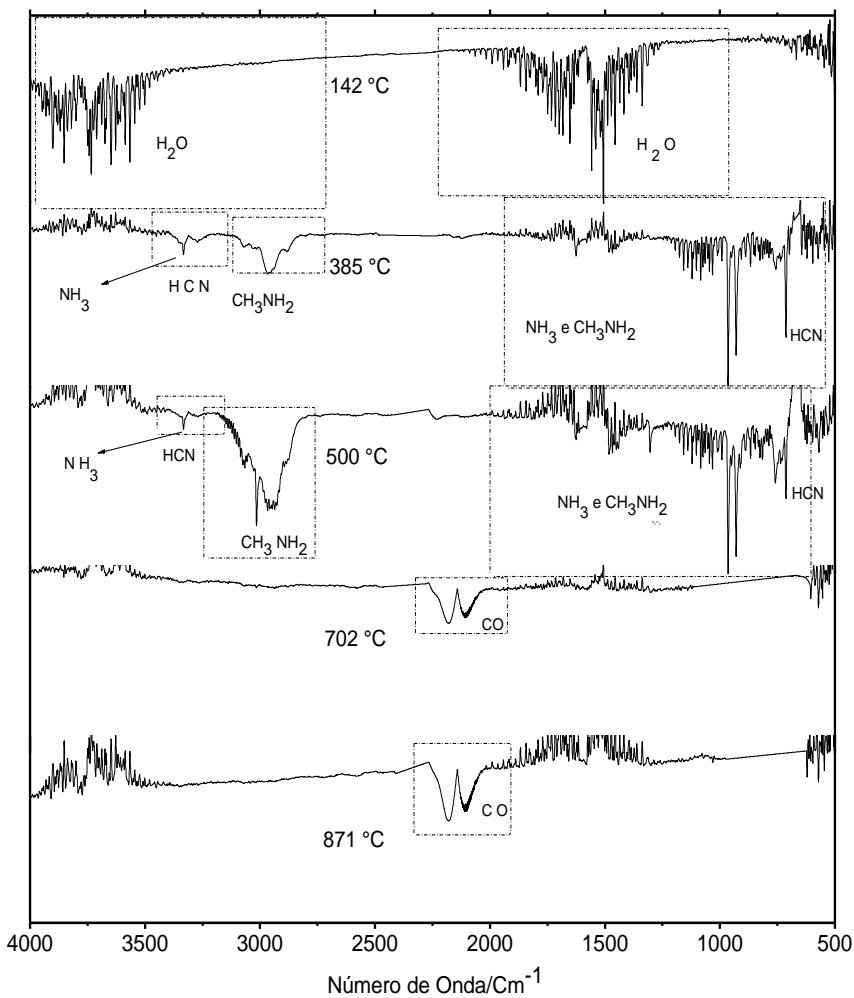 142 °C
H2O
H2O
385 °C
NH3
H C N
CH3NH2
NH3 e CH3NH2
HCN
500 °C
N H3
HCN
CH3 NH2
NH3 e CH3NH2
HCN
702 °C
CO
871 °C
C O
4000 3500 3000 2500 2000 1500 1000 500
Número de Onda/Cm-1